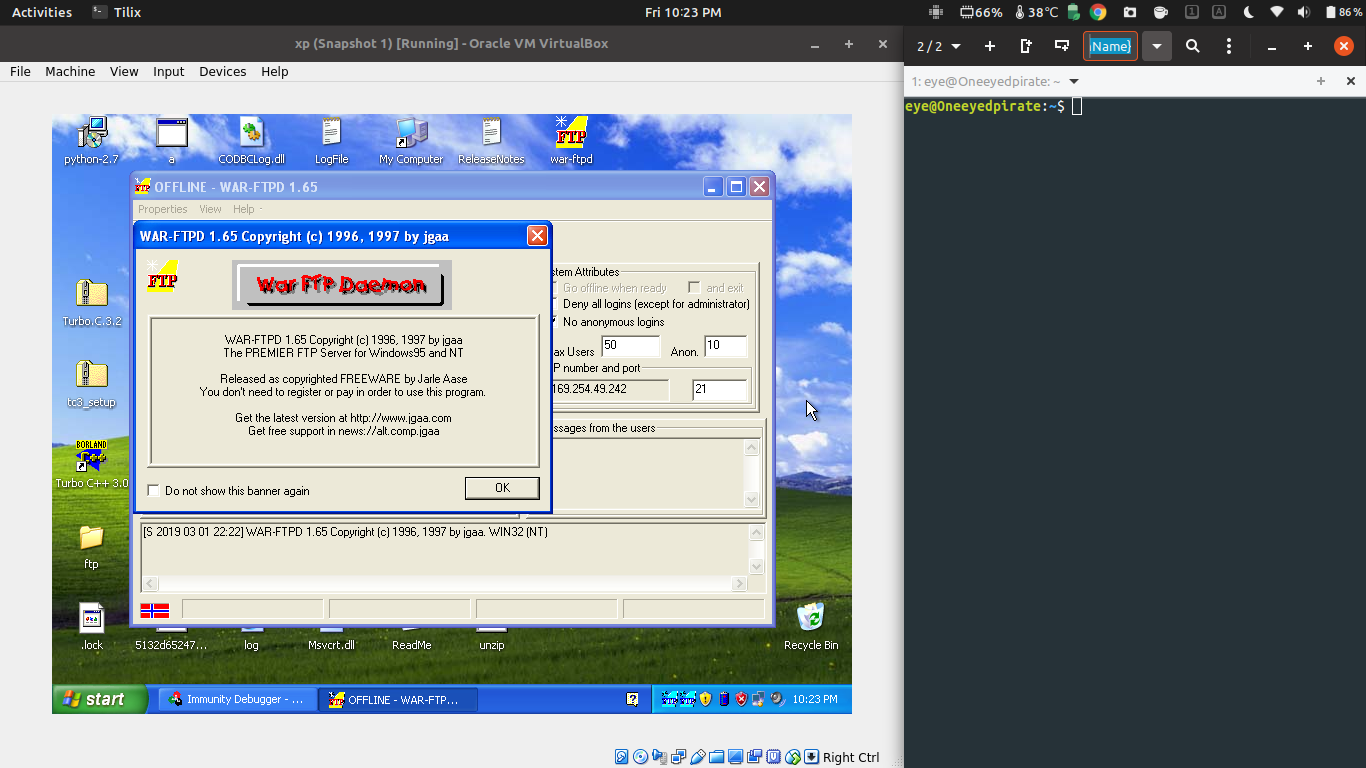 Activities Tilix Fri 10:23 PM 66% 38℃ 86%
xp (Snapshot 1) [Running] - Oracle VM VirtualBox
File Machine View Input Devices Help
2 / 2
iName}
1: eye@Oneeyedpirate: ~
eye@Oneeyedpirate:~$
python-2.7 a CODBCLog.dll LogFile My Computer ReleaseNotes war-ftpd
OFFLINE - WAR-FTPD 1.65
Properties View Help
WAR-FTPD 1.65 Copyright (c) 1996, 1997 by jgaa
FTP
War FTP Daemon
WAR-FTPD 1.65 Copyright (c) 1996, 1997 by jgaa
The PREMIER FTP Server for Windows95 and NT
Released as copyrighted FREEWARE by Jarle Aase
You don't need to register or pay in order to use this program.
Get the latest version at http://www.jgaa.com
Get free support in news://alt.comp.jgaa
Do not show this banner again
OK
stem Attributes
Go offline when ready and exit
Deny all logins (except for administrator)
No anonymous logins
ax Users 50 Anon. 10
P number and port
169.254.49.242 21
ssages from the users
[S 2019 03 01 22:22] WAR-FTPD 1.65 Copyright (c) 1996, 1997 by jgaa. WIN32 (NT)
Turbo.C.3.2
tc3_setup
BORLAND
Turbo C++ 3.0
ftp
.lock 5132d65247... log Msvcrt.dll ReadMe unzip Recycle Bin
start Immunity Debugger - ... OFFLINE - WAR-FTP... 10:23 PM
Right Ctrl